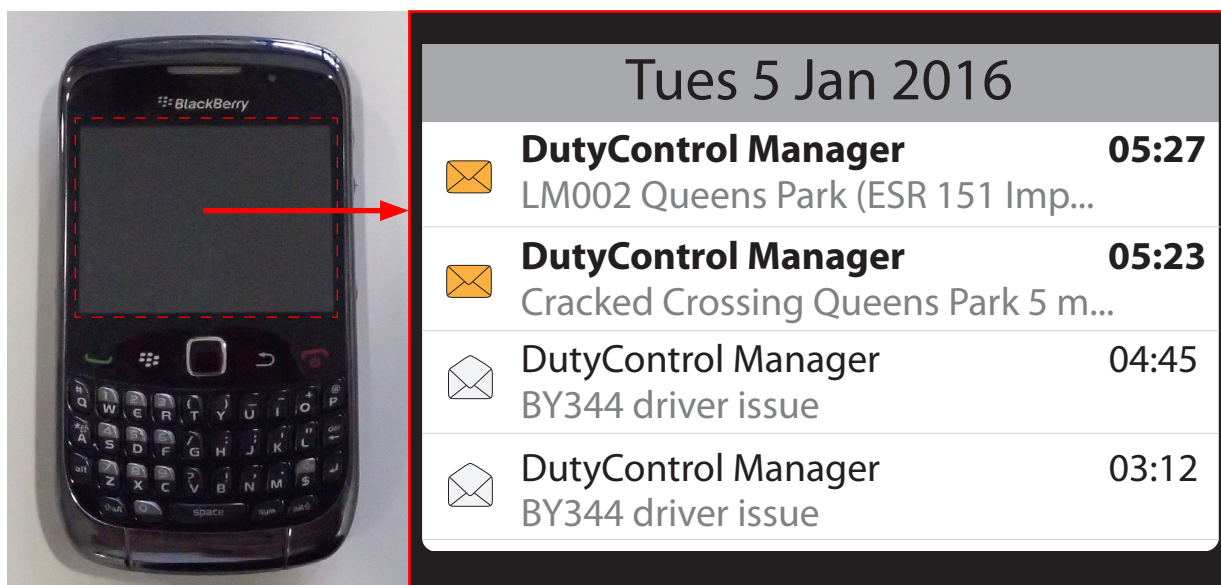 BlackBerry
Tues 5 Jan 2016
DutyControl Manager 05:27
LM002 Queens Park (ESR 151 Imp...
DutyControl Manager 05:23
Cracked Crossing Queens Park 5 m...
DutyControl Manager 04:45
BY344 driver issue
DutyControl Manager 03:12
BY344 driver issue
Q W E R T Y U I O P
A S D F G H J K L
alt Z X C V B N M $
space sym